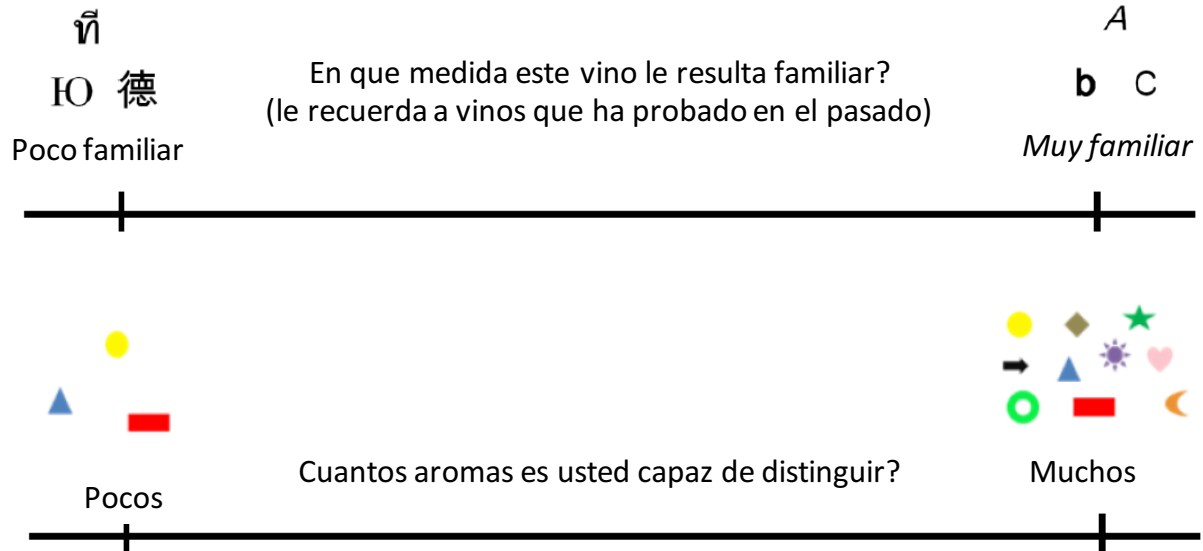 ที
Ю 德
A
b C
En que medida este vino le resulta familiar?
(le recuerda a vinos que ha probado en el pasado)
Poco familiar
Muy familiar
Cuantos aromas es usted capaz de distinguir?
Pocos
Muchos